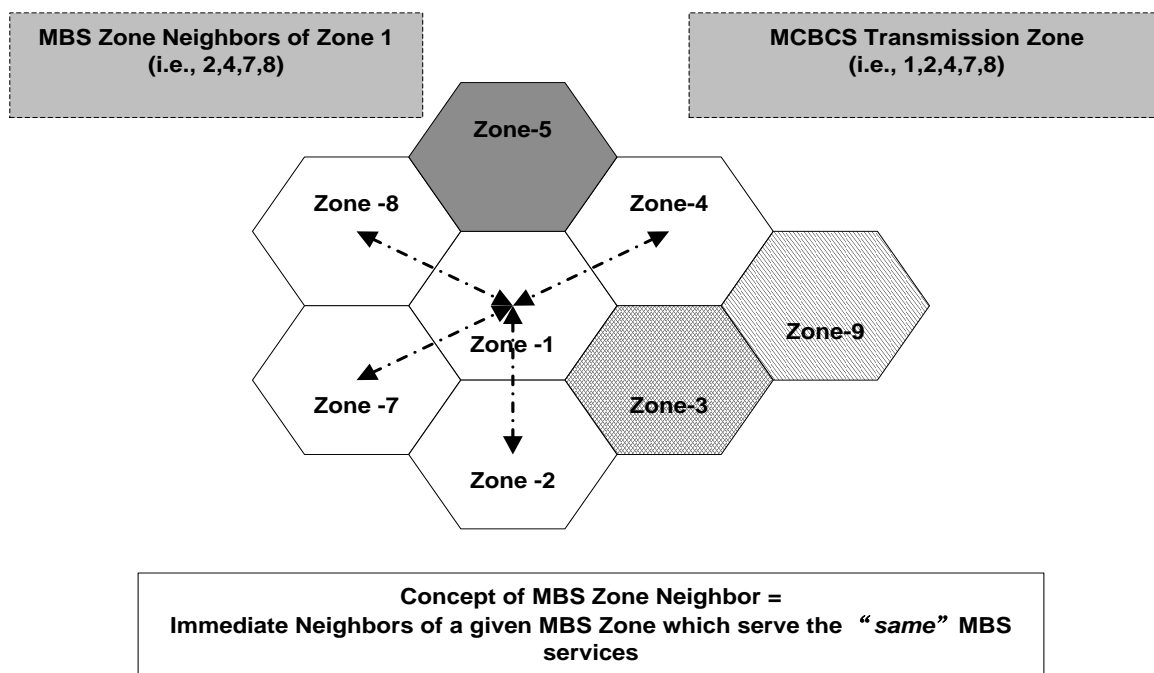 MBS Zone Neighbors of Zone 1
(i.e., 2,4,7,8)
MCBCS Transmission Zone
(i.e., 1,2,4,7,8)
Zone-5
Zone -8
Zone-4
Zone-9
Zone -1
Zone -7
Zone-3
Zone -2
Concept of MBS Zone Neighbor =
Immediate Neighbors of a given MBS Zone which serve the “same” MBS
services